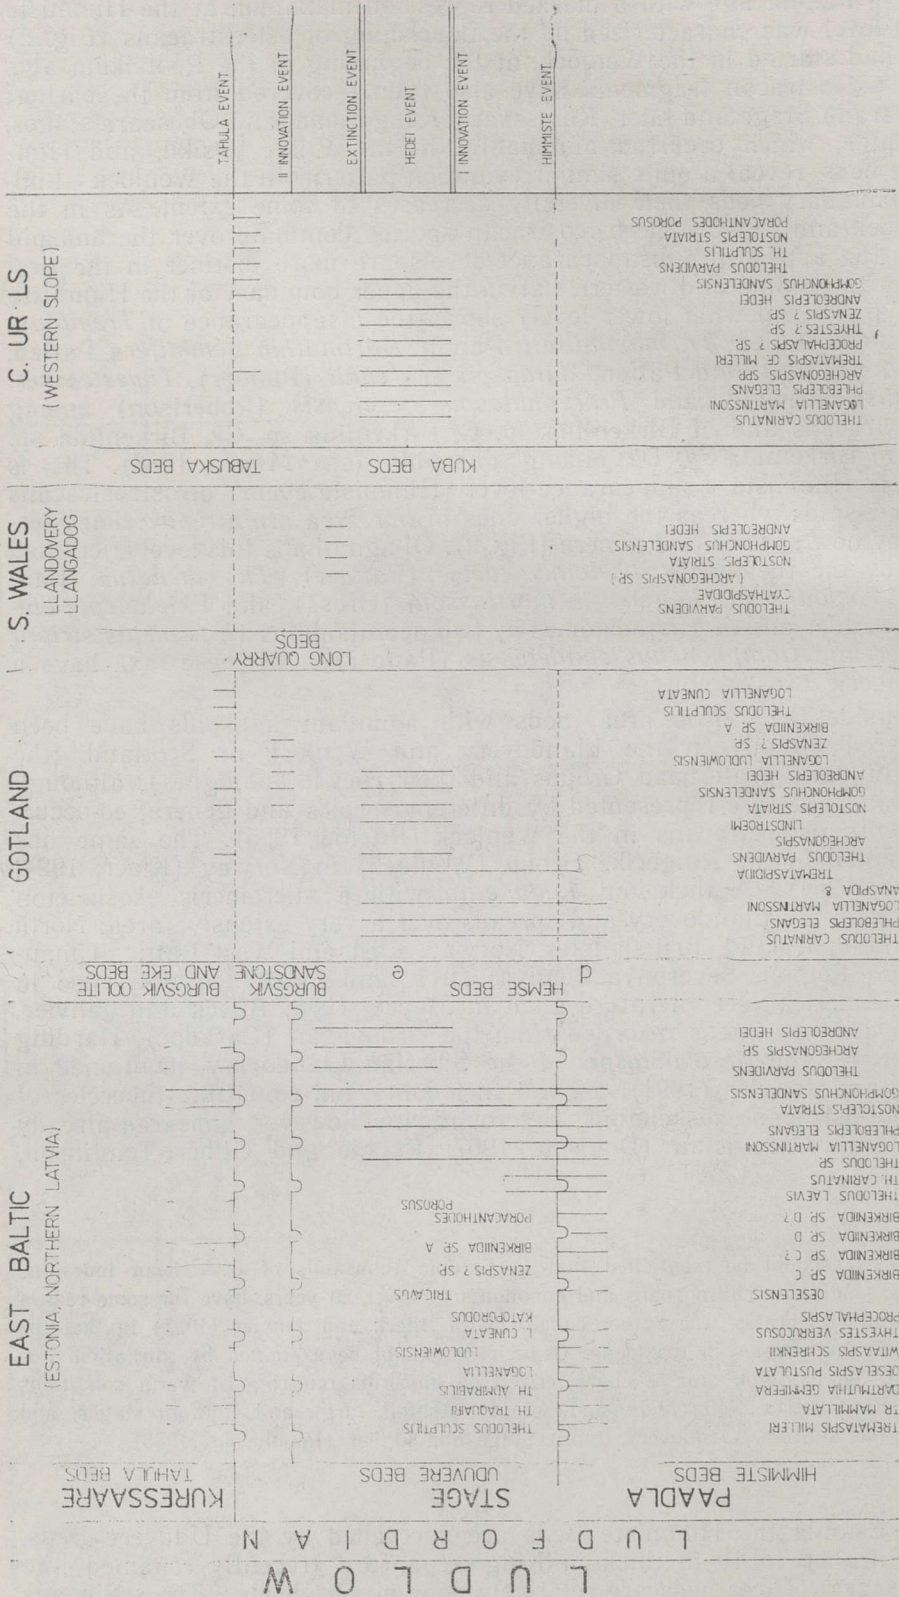 EAST BALTIC
(ESTONIA, NORTHERN LATVIA)
GOTLAND
S. WALES
LLANDOVERY
LLANGADOG
C. UR·LS
(WESTERN SLOPE)
LUDLOW
LUDFORDIAN
PAADLA
STAGE
KURESSAARE
HIMMISTE BEDS
UDUVERE BEDS
TAHULA BEDS
TREMATASPIS MILLERI
TR MAMMILLATA
DARTMUTHIA GEMMIFERA
OESELASPIS PUSTULATA
WITAASPIS SCHRENKII
THYESTES VERRUCOSUS
PROCEPHALASPIS
OESELENSIS
BIRKENIIDA SP. C
BIRKENIIDA SP C ?
BIRKENIIDA SP. D
BIRKENIIDA SP. D ?
THELODUS LAEVIS
TH. CARINATUS
THELODUS SP.
LOGANELLIA MARTINSSONI
PHLEBOLEPIS ELEGANS
NOSTOLEPIS STRIATA
GOMPHONCHUS SANDELENSIS
THELODUS PARVIDENS
ARCHEGONASPIS SP.
ANDREOLEPIS HEDEI
THELODUS SCULPTILIS
TH. TRAQUAIRI
TH ADMIRABILIS
LOGANELLIA
LUDLOWIENSIS
L. CUNEATA
KATOPORODUS
TRICAVUS
ZENASPIS ? SP.
BIRKENIIDA SP. A
PORACANTHODES
POROSUS
HEMSE BEDS
d
e
BURGSVIK
SANDSTONE
BURGSVIK OOLITE
AND EKE BEDS
THELODUS CARINATUS
PHLEBOLEPIS ELEGANS
LOGANELLIA MARTINSSONI
ANASPIDA &
TREMATASPIDIIDA
THELODUS PARVIDENS
ARCHEGONASPIS
LINDSTROEMI
NOSTOLEPIS STRIATA
GOMPHONCHUS SANDELENSIS
ANDREOLEPIS HEDEI
LOGANELLIA LUDLOWIENSIS
ZENASPIS ? SP.
BIRKENIIDA SP. A
THELODUS SCULPTILIS
LOGANELLIA CUNEATA
LONG QUARRY
BEDS
THELODUS PARVIDENS
CYATHASPIDIDAE
(ARCHEGONASPIS SP.)
NOSTOLEPIS STRIATA
GOMPHONCHUS SANDELENSIS
ANDREOLEPIS HEDEI
KUBA BEDS
TABUSKA BEDS
THELODUS CARINATUS
LOGANELLIA MARTINSSONI
PHLEBOLEPIS ELEGANS
ARCHEGONASPIS SPP.
TREMATASPIS CF. MILLERI
PROCEPHALASPIS ? SP.
THYESTES ? SP.
ZENASPIS ? SP.
ANDREOLEPIS HEDEI
GOMPHONCHUS SANDELENSIS
THELODUS PARVIDENS
TH. SCULPTILIS
NOSTOLEPIS STRIATA
PORACANTHODES POROSUS
HIMMISTE EVENT
I INNOVATION EVENT
HEDEI EVENT
EXTINCTION EVENT
II INNOVATION EVENT
TAHULA EVENT